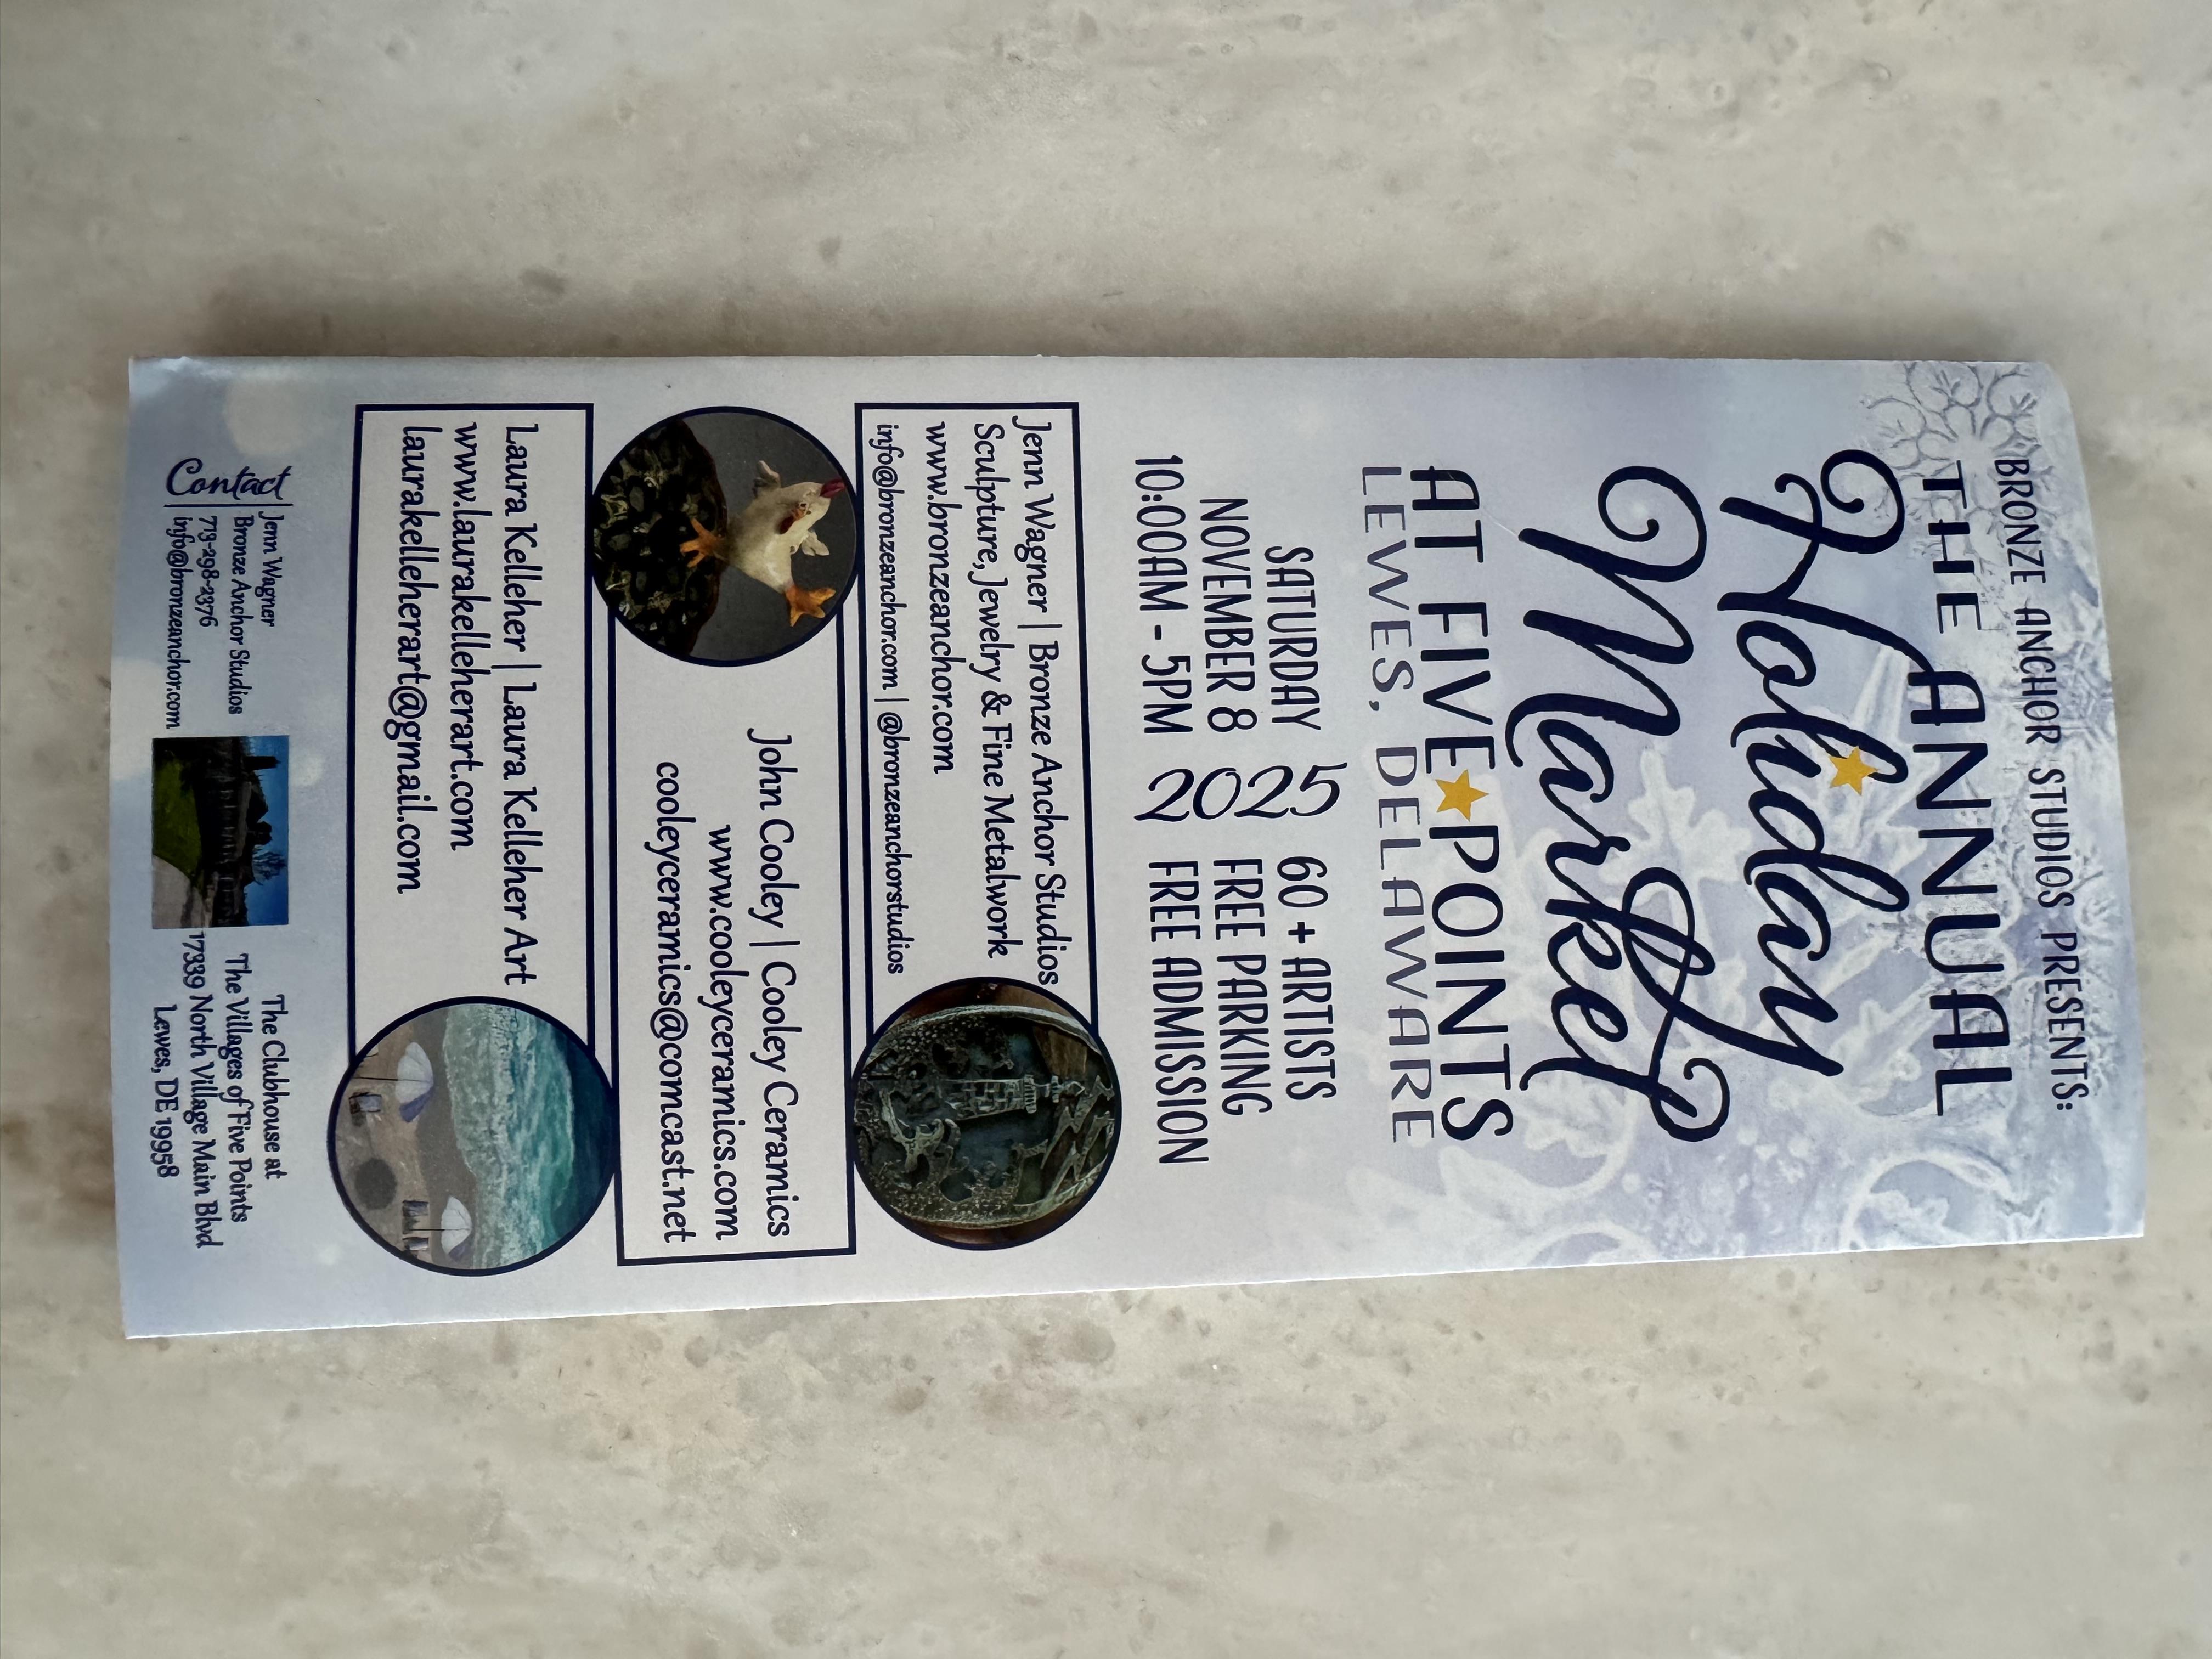 BRONZE ANCHOR STUDIOS PRESENTS:
THE ANNUAL
Holiday
Market
AT FIVE POINTS
LEWES, DELAWARE
SATURDAY
NOVEMBER 8
10:00AM - 5PM
2025
60 + ARTISTS
FREE PARKING
FREE ADMISSION
Jenn Wagner | Bronze Anchor Studios
Sculpture, Jewelry & Fine Metalwork
www.bronzeanchor.com
info@bronzeanchor.com | @bronzeanchorstudios
John Cooley | Cooley Ceramics
www.cooleyceramics.com
cooleyceramics@comcast.net
Laura Kelleher | Laura Kelleher Art
www.laurakelleherart.com
laurakelleherart@gmail.com
Contact
Jenn Wagner
Bronze Anchor Studios
719-298-2376
info@bronzeanchor.com
The Clubhouse at
The Villages of Five Points
17339 North Village Main Blvd
Lewes, DE 19958